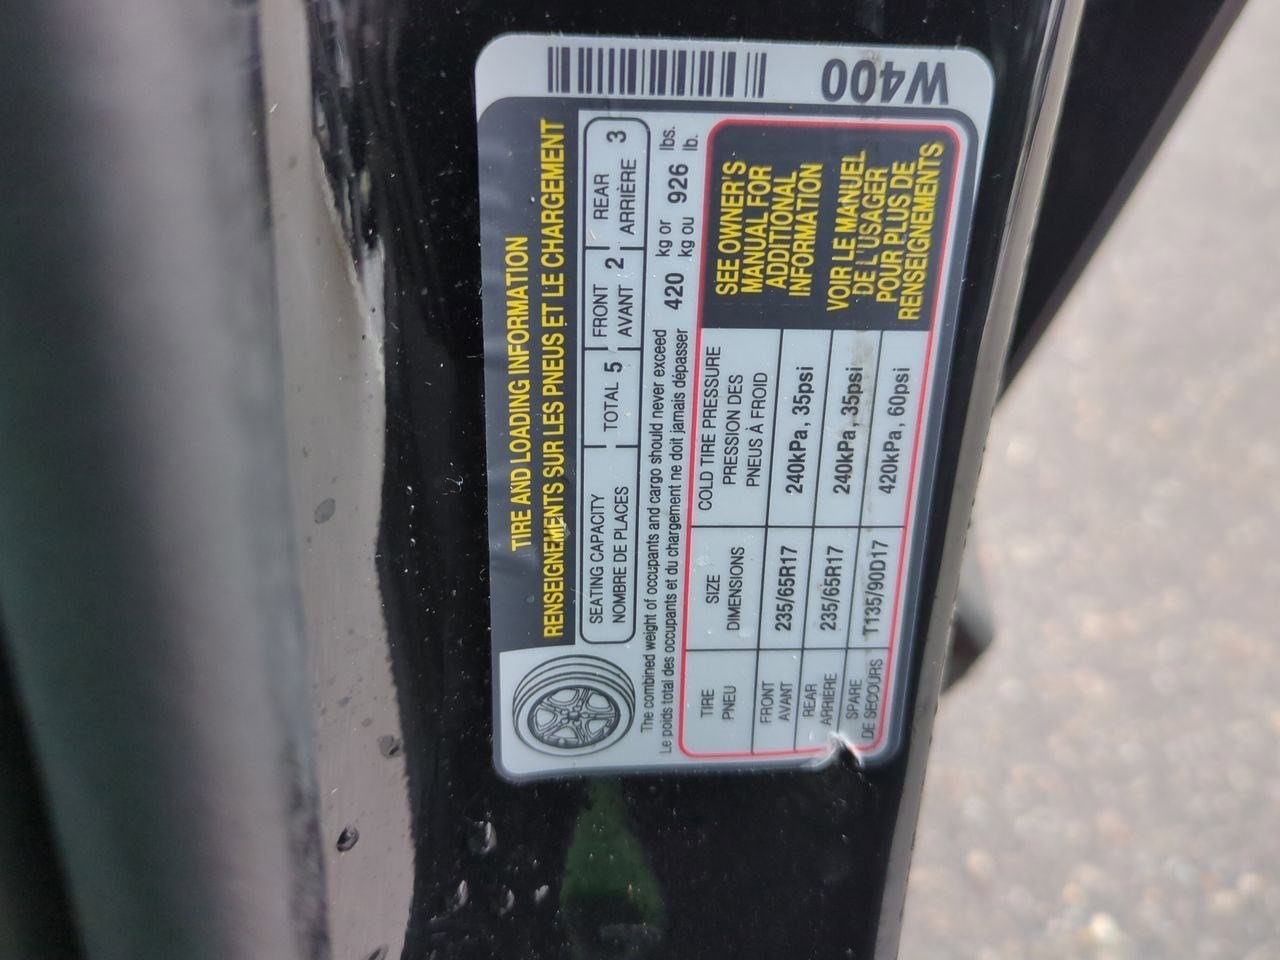 W400
TIRE AND LOADING INFORMATION
RENSEIGNEMENTS SUR LES PNEUS ET LE CHARGEMENT
SEATING CAPACITY
NOMBRE DE PLACES
TOTAL 5
FRONT
AVANT
2
REAR
ARRIÈRE
3
The combined weight of occupants and cargo should never exceed 420 kg or 926 lbs.
Le poids total des occupants et du chargement ne doit jamais dépasser kg ou lb.
TIRE
PNEU
SIZE
DIMENSIONS
COLD TIRE PRESSURE
PRESSION DES
PNEUS À FROID
FRONT
AVANT
235/65R17
240kPa, 35psi
REAR
ARRIÈRE
235/65R17
240kPa, 35psi
SPARE
DE SECOURS
T135/90D17
420kPa, 60psi
SEE OWNER'S
MANUAL FOR
ADDITIONAL
INFORMATION
VOIR LE MANUEL
DE L'USAGER
POUR PLUS DE
RENSEIGNEMENTS